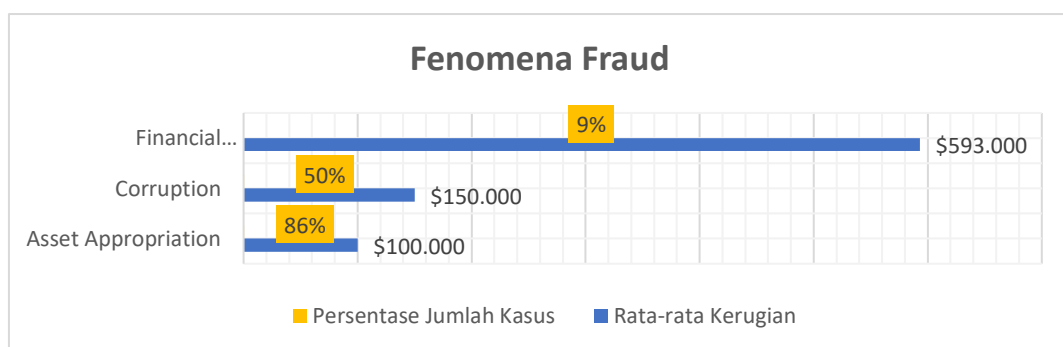 Fenomena Fraud
9%
Financial...
$593.000
50%
Corruption
$150.000
86%
Asset Appropriation
$100.000
Persentase Jumlah Kasus
Rata-rata Kerugian